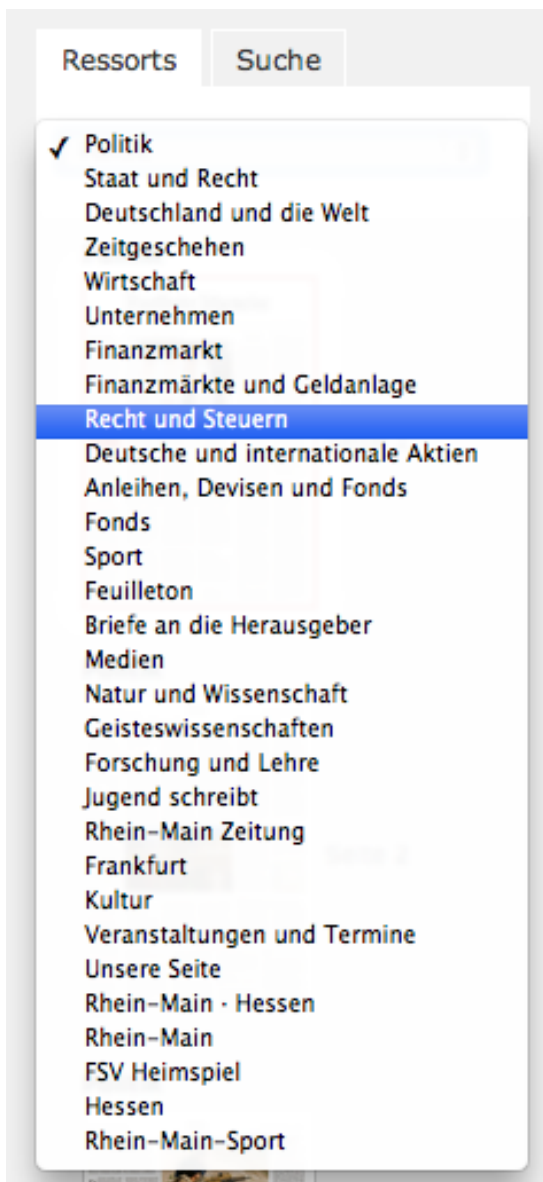 Ressorts Suche
✓ Politik
Staat und Recht
Deutschland und die Welt
Zeitgeschehen
Wirtschaft
Unternehmen
Finanzmarkt
Finanzmärkte und Geldanlage
Recht und Steuern
Deutsche und internationale Aktien
Anleihen, Devisen und Fonds
Fonds
Sport
Feuilleton
Briefe an die Herausgeber
Medien
Natur und Wissenschaft
Geisteswissenschaften
Forschung und Lehre
Jugend schreibt
Rhein-Main Zeitung
Frankfurt
Kultur
Veranstaltungen und Termine
Unsere Seite
Rhein-Main · Hessen
Rhein-Main
FSV Heimspiel
Hessen
Rhein-Main-Sport